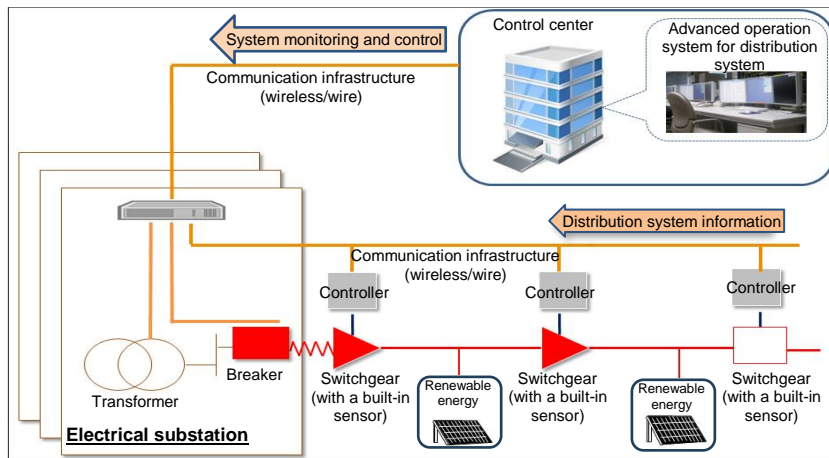 Control center
Advanced operation
system for distribution
system
System monitoring and control
Communication infrastructure
(wireless/wire)
Distribution system information
Communication infrastructure
(wireless/wire)
Controller
Controller
Controller
Breaker
Transformer
Electrical substation
Switchgear
(with a built-in
sensor)
Renewable
energy
Switchgear
(with a built-in
sensor)
Renewable
energy
Switchgear
(with a built-in
sensor)